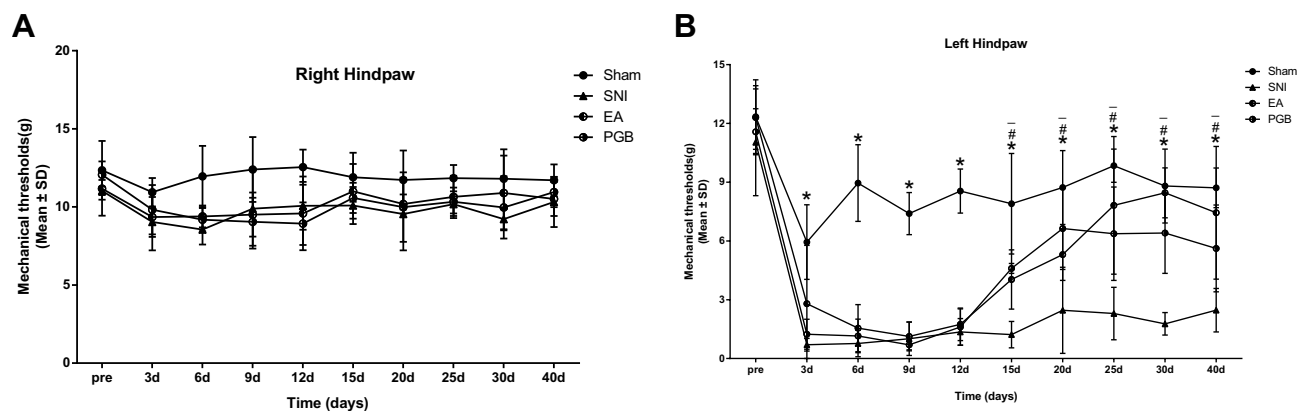 A
Right Hindpaw
Mechanical thresholds(g)
(Mean ± SD)
20
15
10
5
0
pre 3d 6d 9d 12d 15d 20d 25d 30d 40d
Time (days)
Sham
SNI
EA
PGB
B
Left Hindpaw
Mechanical thresholds(g)
(Mean ± SD)
15
12
9
6
3
0
* * * * 
– – – – –
# # # # #
* * * * *
pre 3d 6d 9d 12d 15d 20d 25d 30d 40d
Time (days)
Sham
SNI
EA
PGB